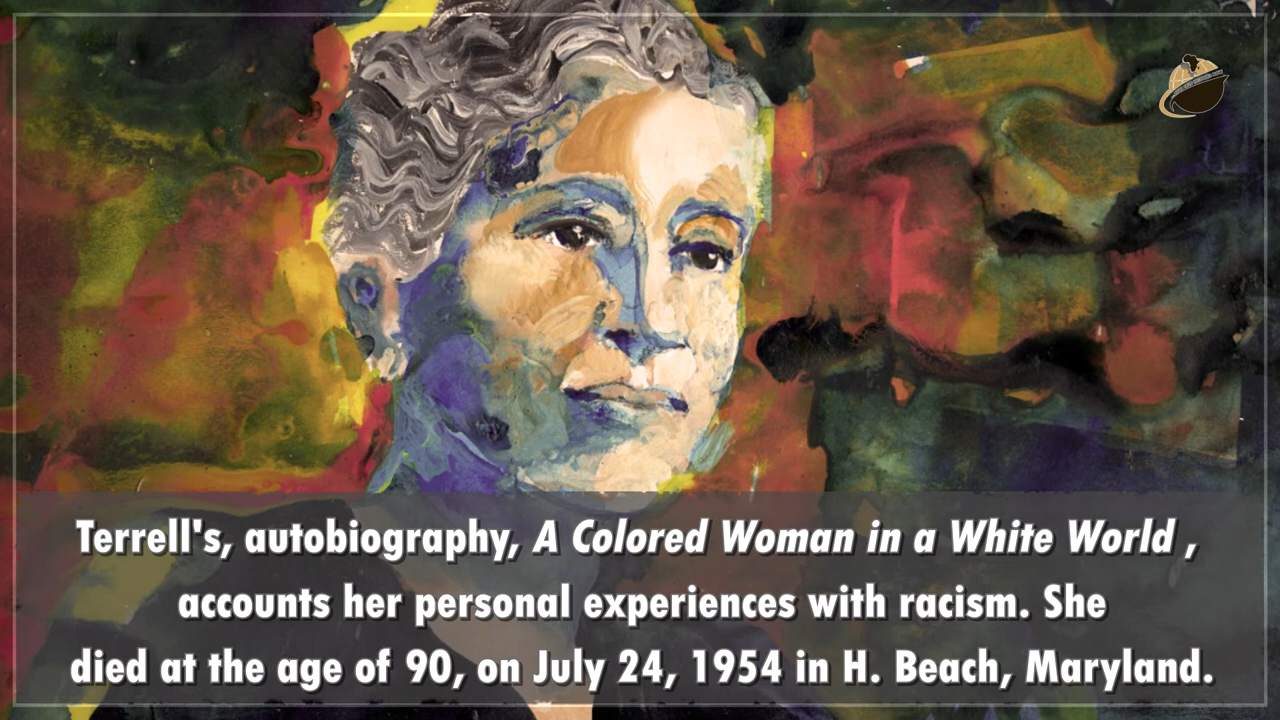 Terrell's, autobiography, A Colored Woman in a White World ,
accounts her personal experiences with racism. She
died at the age of 90, on July 24, 1954 in H. Beach, Maryland.